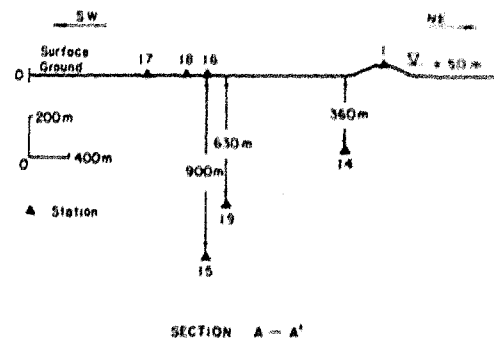 SW NE
Surface
Ground
0
17 18 16 1 + 50m
200m
0 400m
▲ Station
360m
630m
900m
14
19
15
SECTION A - A'